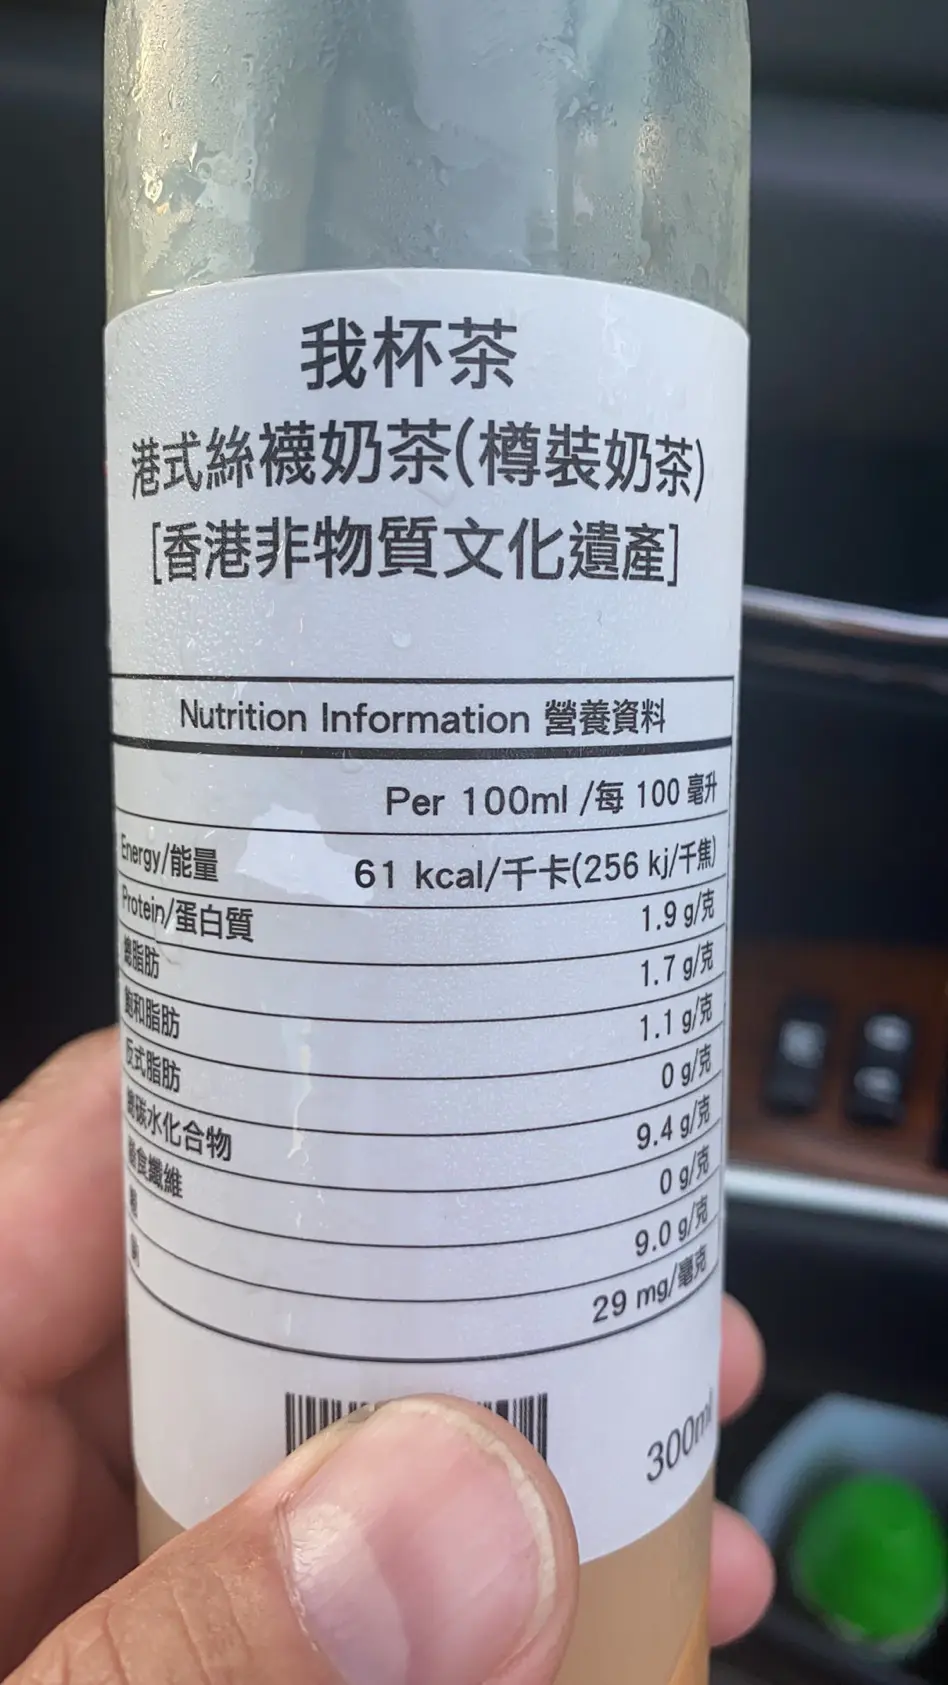 我杯茶
港式絲襪奶茶(樽裝奶茶)
[香港非物質文化遺產]
Nutrition Information 營養資料
Per 100ml /每 100 毫升
Energy/能量 61 kcal/千卡(256 kj/千焦)
Protein/蛋白質 1.9 g/克
總脂肪 1.7 g/克
飽和脂肪 1.1 g/克
反式脂肪 0 g/克
總碳水化合物 9.4 g/克
膳食纖維 0 g/克
9.0 g/克
29 mg/毫克
300ml